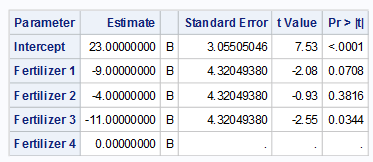 Parameter Estimate Standard Error t Value Pr > |t|
Intercept 23.00000000 B 3.05505046 7.53 <.0001
Fertilizer 1 -9.00000000 B 4.32049380 -2.08 0.0708
Fertilizer 2 -4.00000000 B 4.32049380 -0.93 0.3816
Fertilizer 3 -11.00000000 B 4.32049380 -2.55 0.0344
Fertilizer 4 0.00000000 B . . .